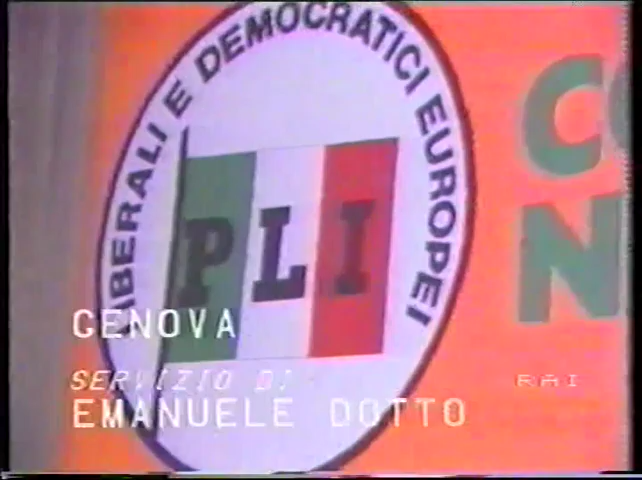 LIBERALI E DEMOCRATICI EUROPEI
PLI
C
N
GENOVA
SERVIZIO DI
RAI
EMANUELE DOTTO